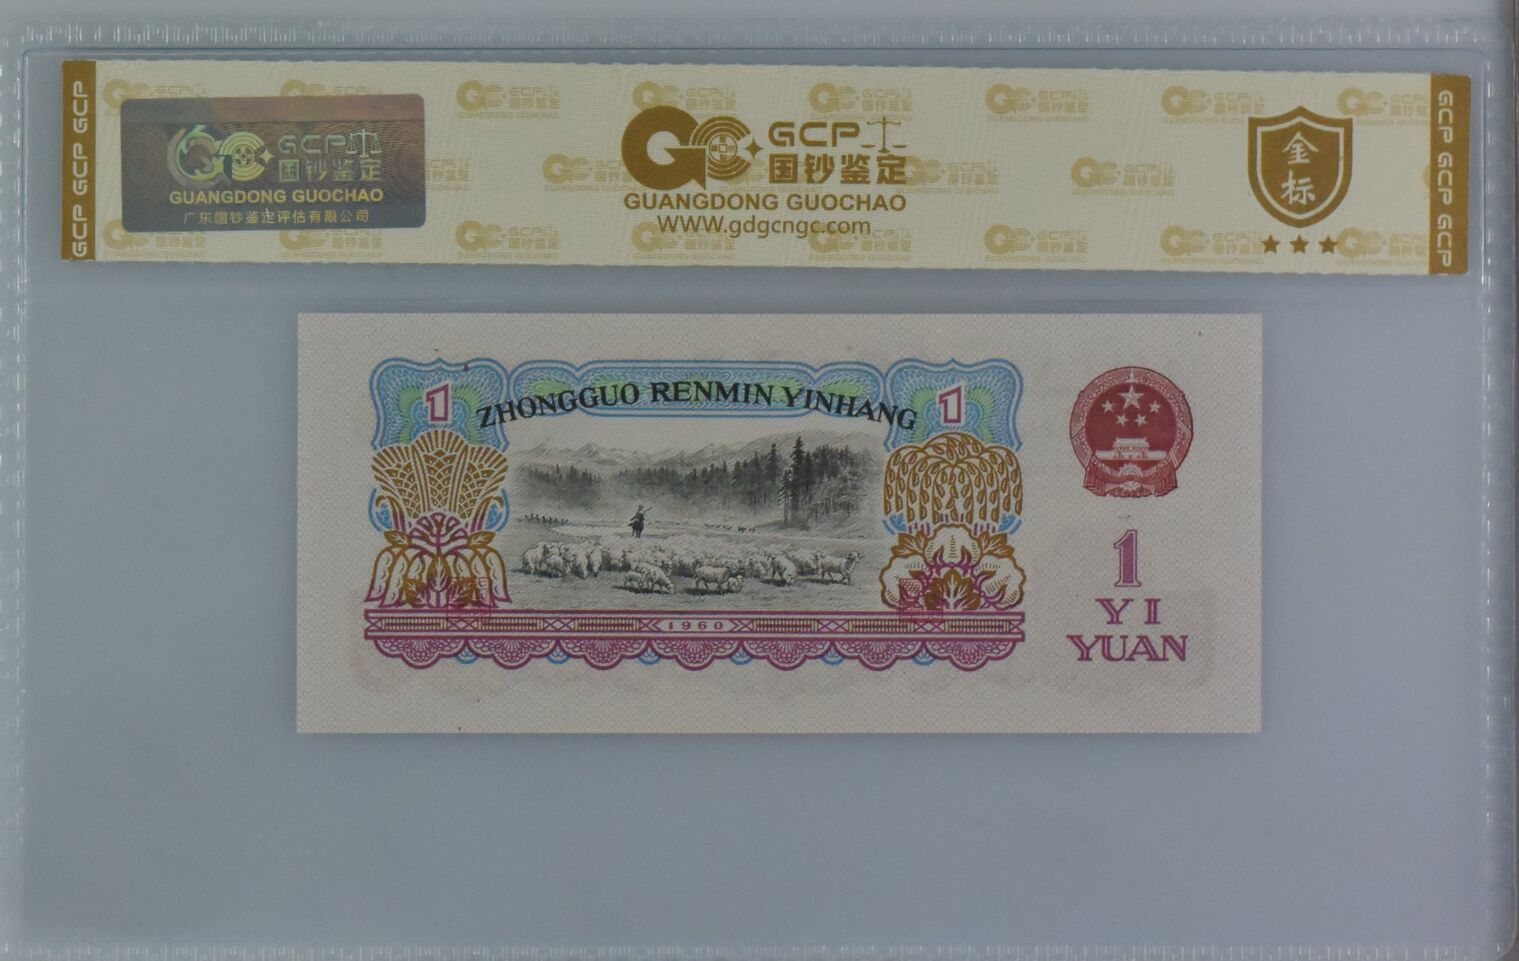 GCP GCP GCP
GCP
国钞鉴定
GUANGDONG GUOCHAO
广东国钞鉴定评估有限公司
GCP
国钞鉴定
GUANGDONG GUOCHAO
WWW.gdgcngc.com
金标
GCP GCP GCP
1
ZHONGGUO RENMIN YINHANG
1
1960
1
YI
YUAN